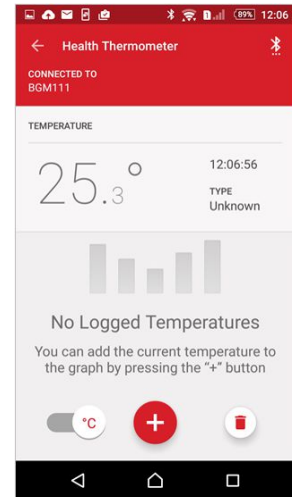 89% 12:06
Health Thermometer
CONNECTED TO
BGM111
TEMPERATURE
25.3°
12:06:56
TYPE
Unknown
No Logged Temperatures
You can add the current temperature to
the graph by pressing the "+" button
°C
+